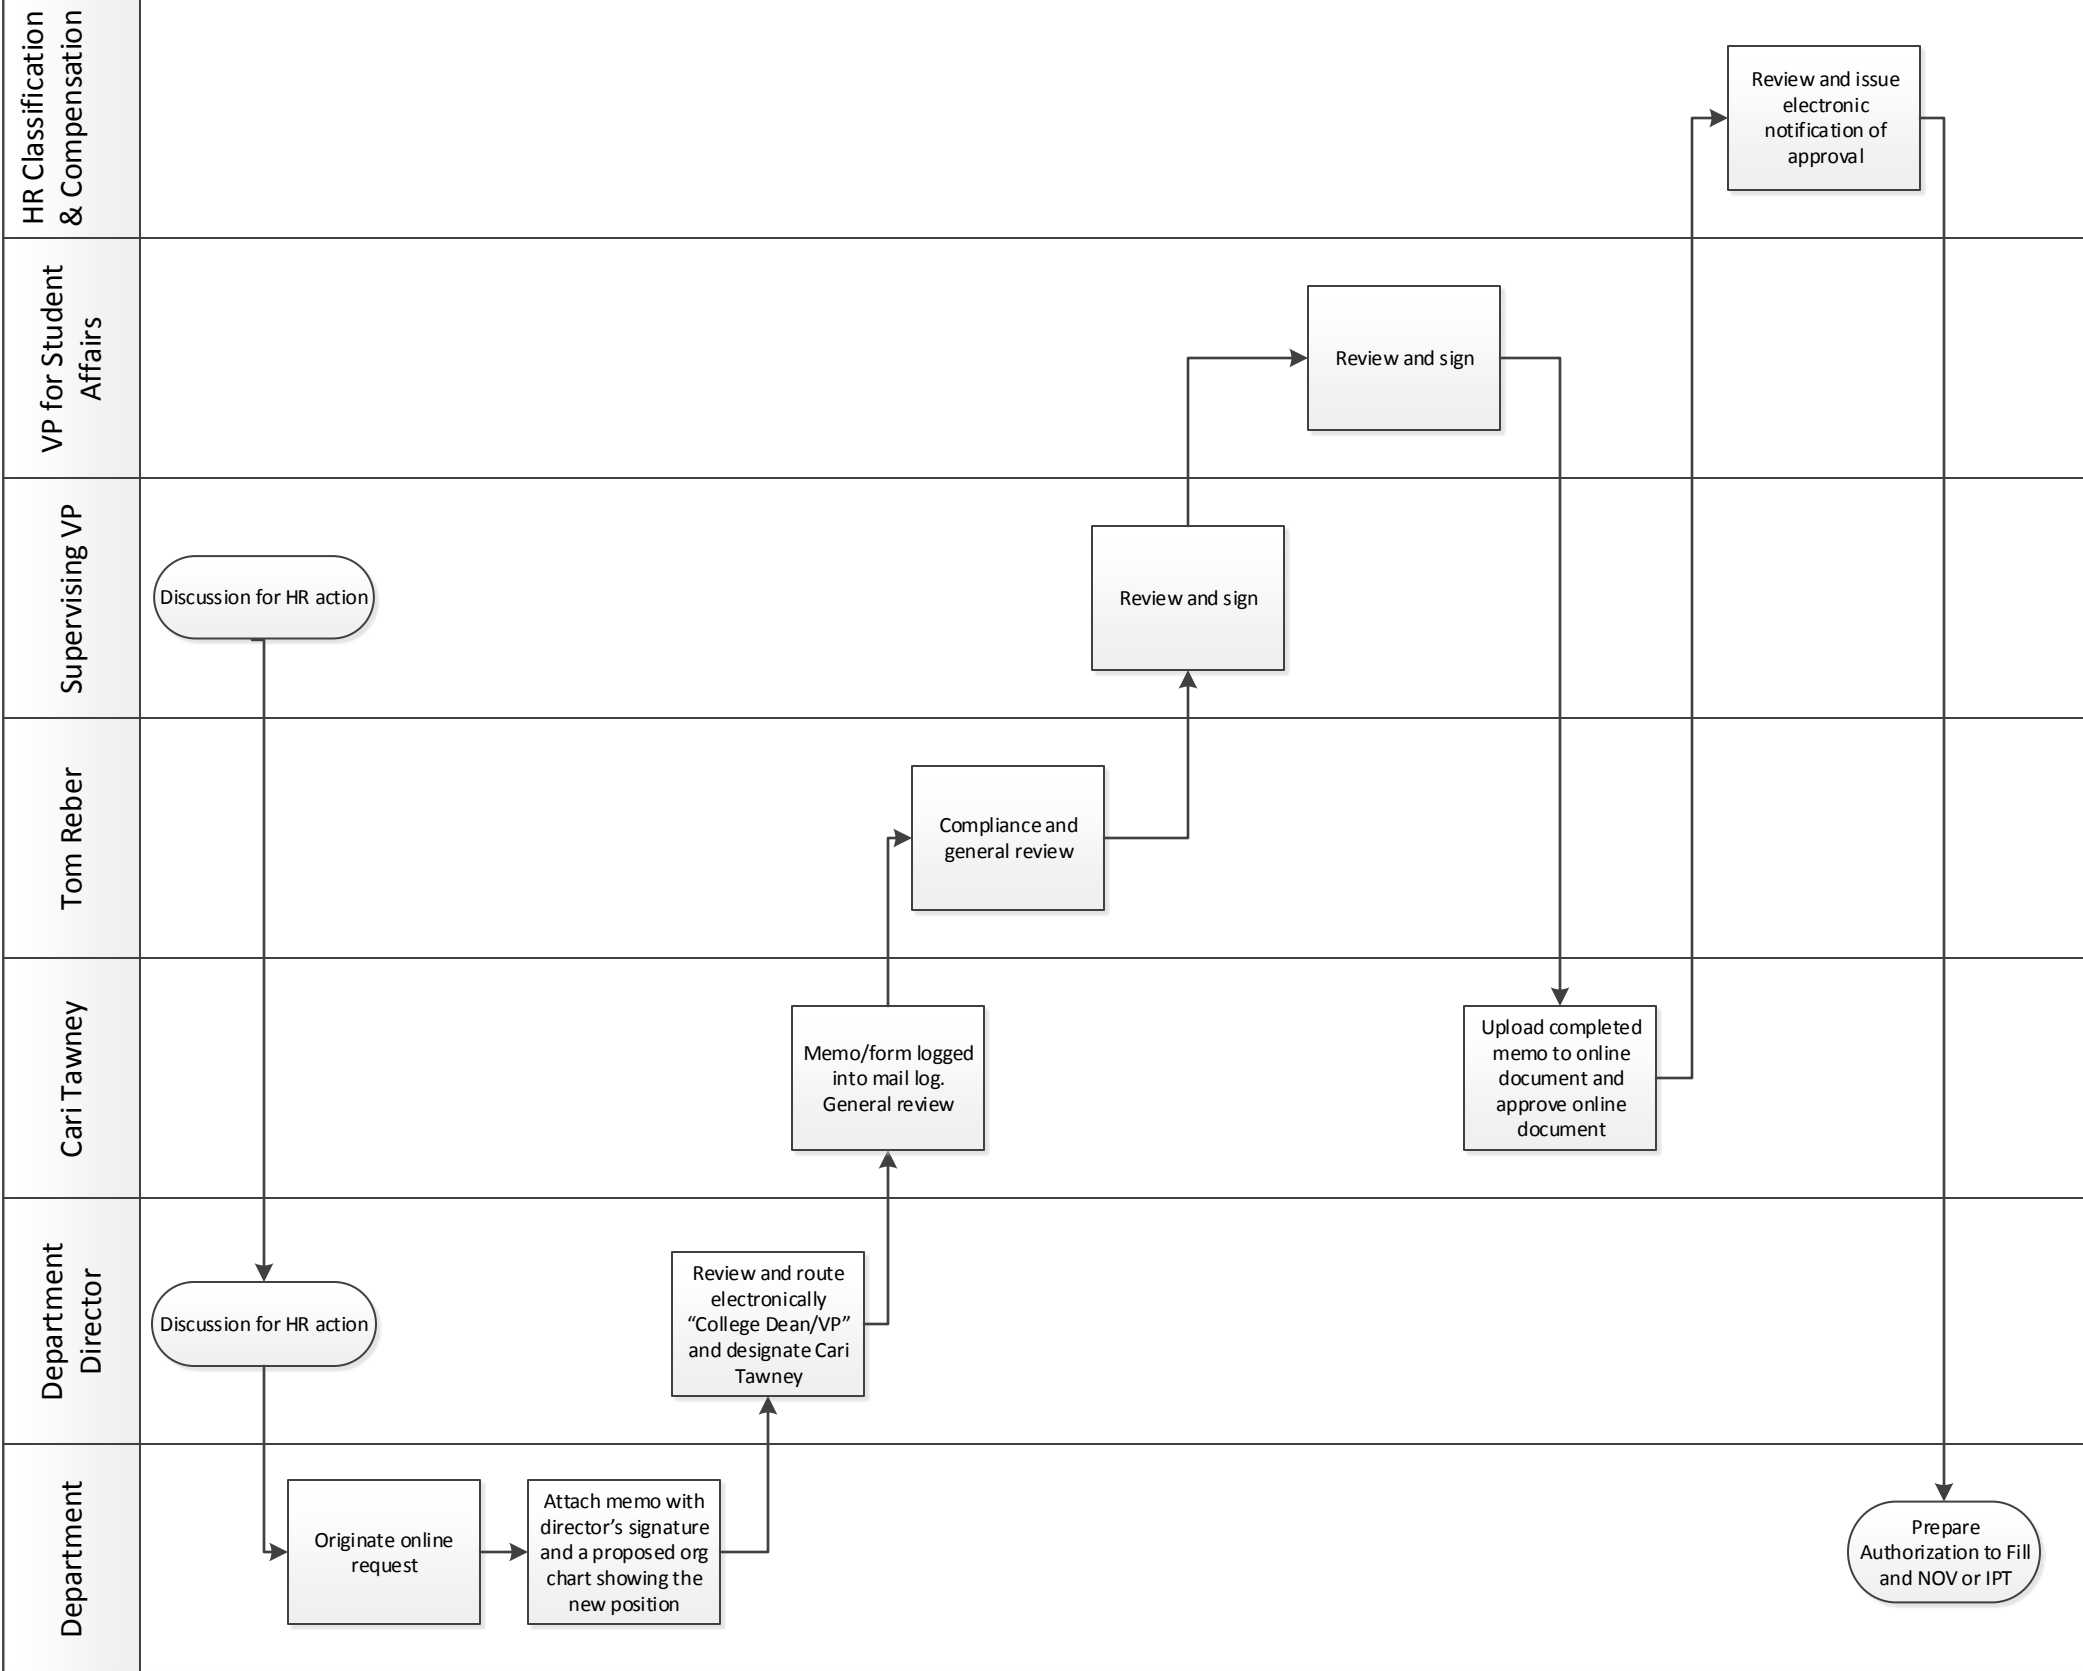 HR Classification
& Compensation
Review and issue
electronic
notification of
approval
VP for Student
Affairs
Review and sign
Supervising VP
Discussion for HR action
Review and sign
Tom Reber
Compliance and
general review
Cari Tawney
Memo/form logged
into mail log.
General review
Upload completed
memo to online
document and
approve online
document
Department
Director
Discussion for HR action
Review and route
electronically
“College Dean/VP”
and designate Cari
Tawney
Department
Originate online
request
Attach memo with
director’s signature
and a proposed org
chart showing the
new position
Prepare
Authorization to Fill
and NOV or IPT